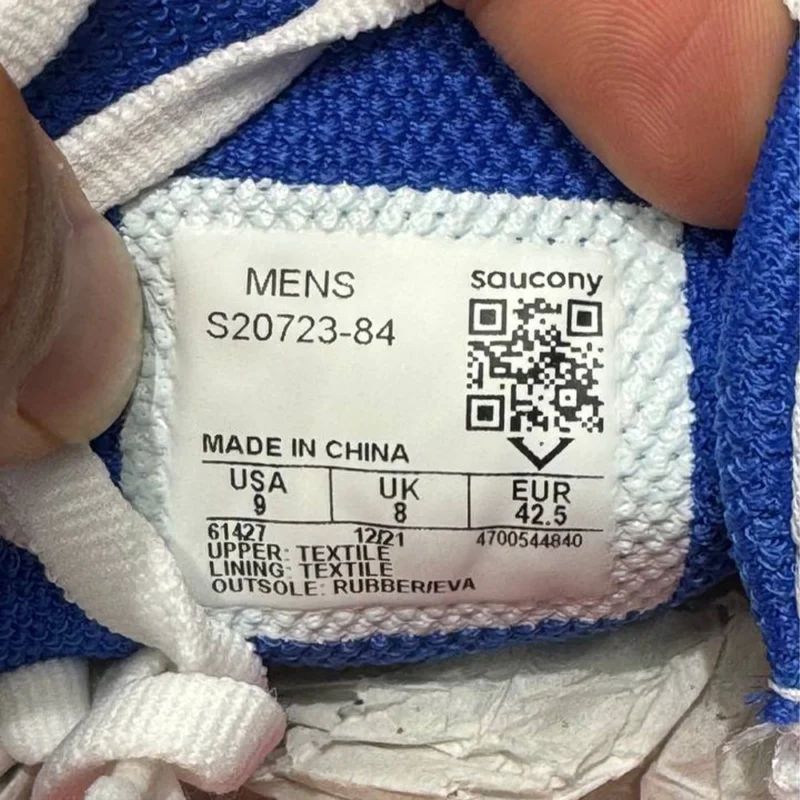 MENS
S20723-84
saucony
MADE IN CHINA
USA UK EUR
9 8 42.5
61427 12/21 4700544840
UPPER: TEXTILE
LINING: TEXTILE
OUTSOLE: RUBBER/EVA